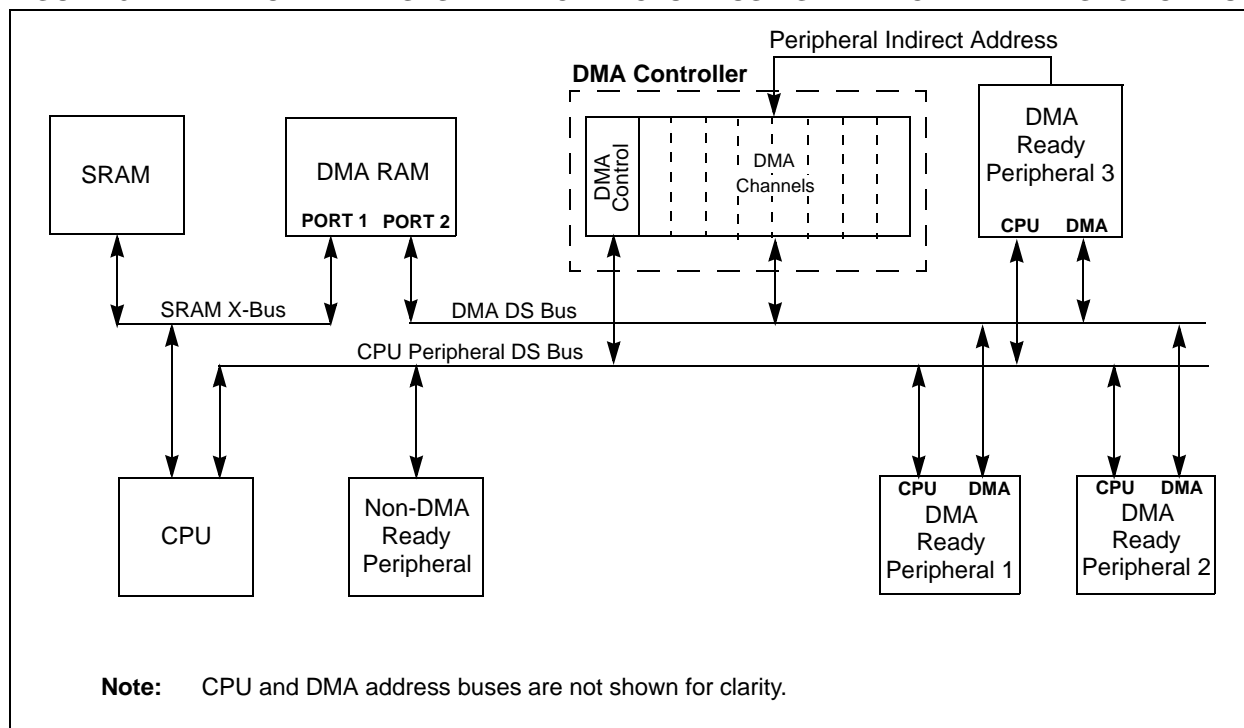 Peripheral Indirect Address
DMA Controller
SRAM
DMA RAM
PORT 1 PORT 2
DMA
Control
DMA
Channels
DMA
Ready
Peripheral 3
CPU DMA
SRAM X-Bus
DMA DS Bus
CPU Peripheral DS Bus
CPU
Non-DMA
Ready
Peripheral
CPU DMA
DMA
Ready
Peripheral 1
CPU DMA
DMA
Ready
Peripheral 2
Note: CPU and DMA address buses are not shown for clarity.